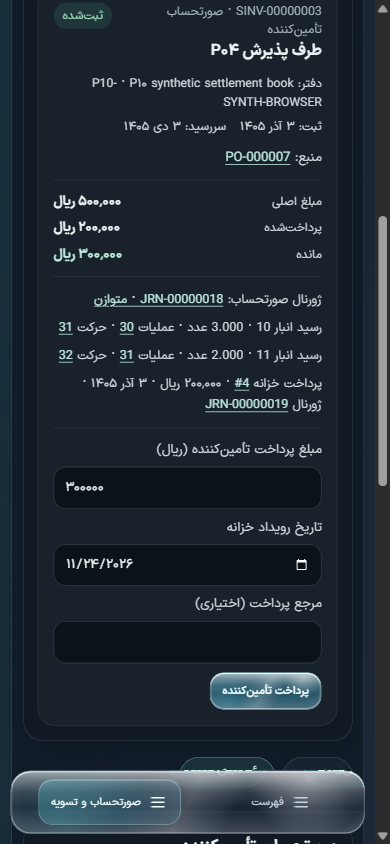 SINV-00000003 · صورتحساب
ثبت‌شده
تأمین‌کننده
طرف پذیرش P۰۴
دفتر: P10- · P۱۰ synthetic settlement book
SYNTH-BROWSER
ثبت: ۳ آذر ۱۴۰۵ سررسید: ۳ دی ۱۴۰۵
منبع: PO-000007
مبلغ اصلی ۵۰۰٬۰۰۰ ریال
پرداخت‌شده ۲۰۰٬۰۰۰ ریال
مانده ۳۰۰٬۰۰۰ ریال
ژورنال صورتحساب: JRN-00000018 · متوازن
رسید انبار 10 · 3.000 عدد · عملیات 30 · حرکت 31
رسید انبار 11 · 2.000 عدد · عملیات 31 · حرکت 32
پرداخت خزانه #4 · ۲۰۰٬۰۰۰ ریال · ۳ آذر ۱۴۰۵ ·
ژورنال JRN-00000019
مبلغ پرداخت تأمین‌کننده (ریال)
۳۰۰۰۰۰
تاریخ رویداد خزانه
۱۱/۲۴/۲۰۲۶
مرجع پرداخت (اختیاری)
پرداخت تأمین‌کننده
فهرست
صورتحساب و تسویه